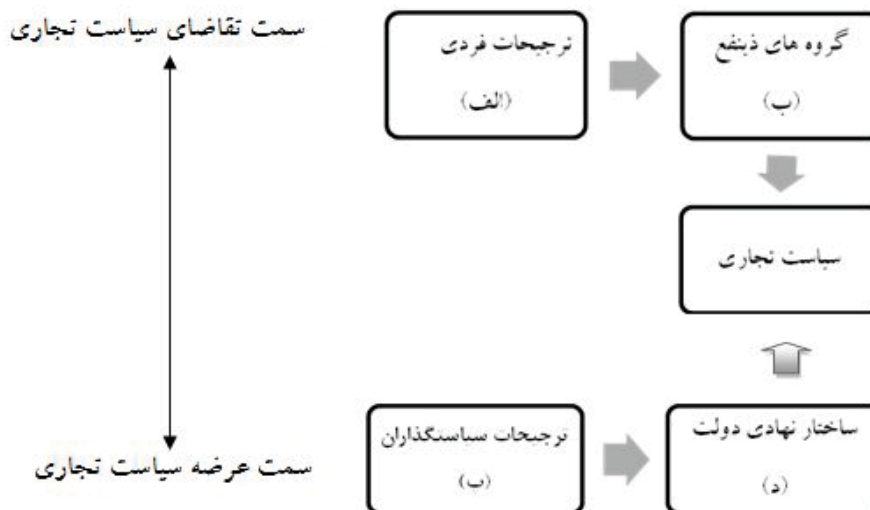 سمت تقاضای سیاست تجاری
گروه های ذینفع
(ب)
ترجیحات فردی
(الف)
سیاست تجاری
ساختار نهادی دولت
(د)
ترجیحات سیاستگذاران
(ب)
سمت عرضه سیاست تجاری